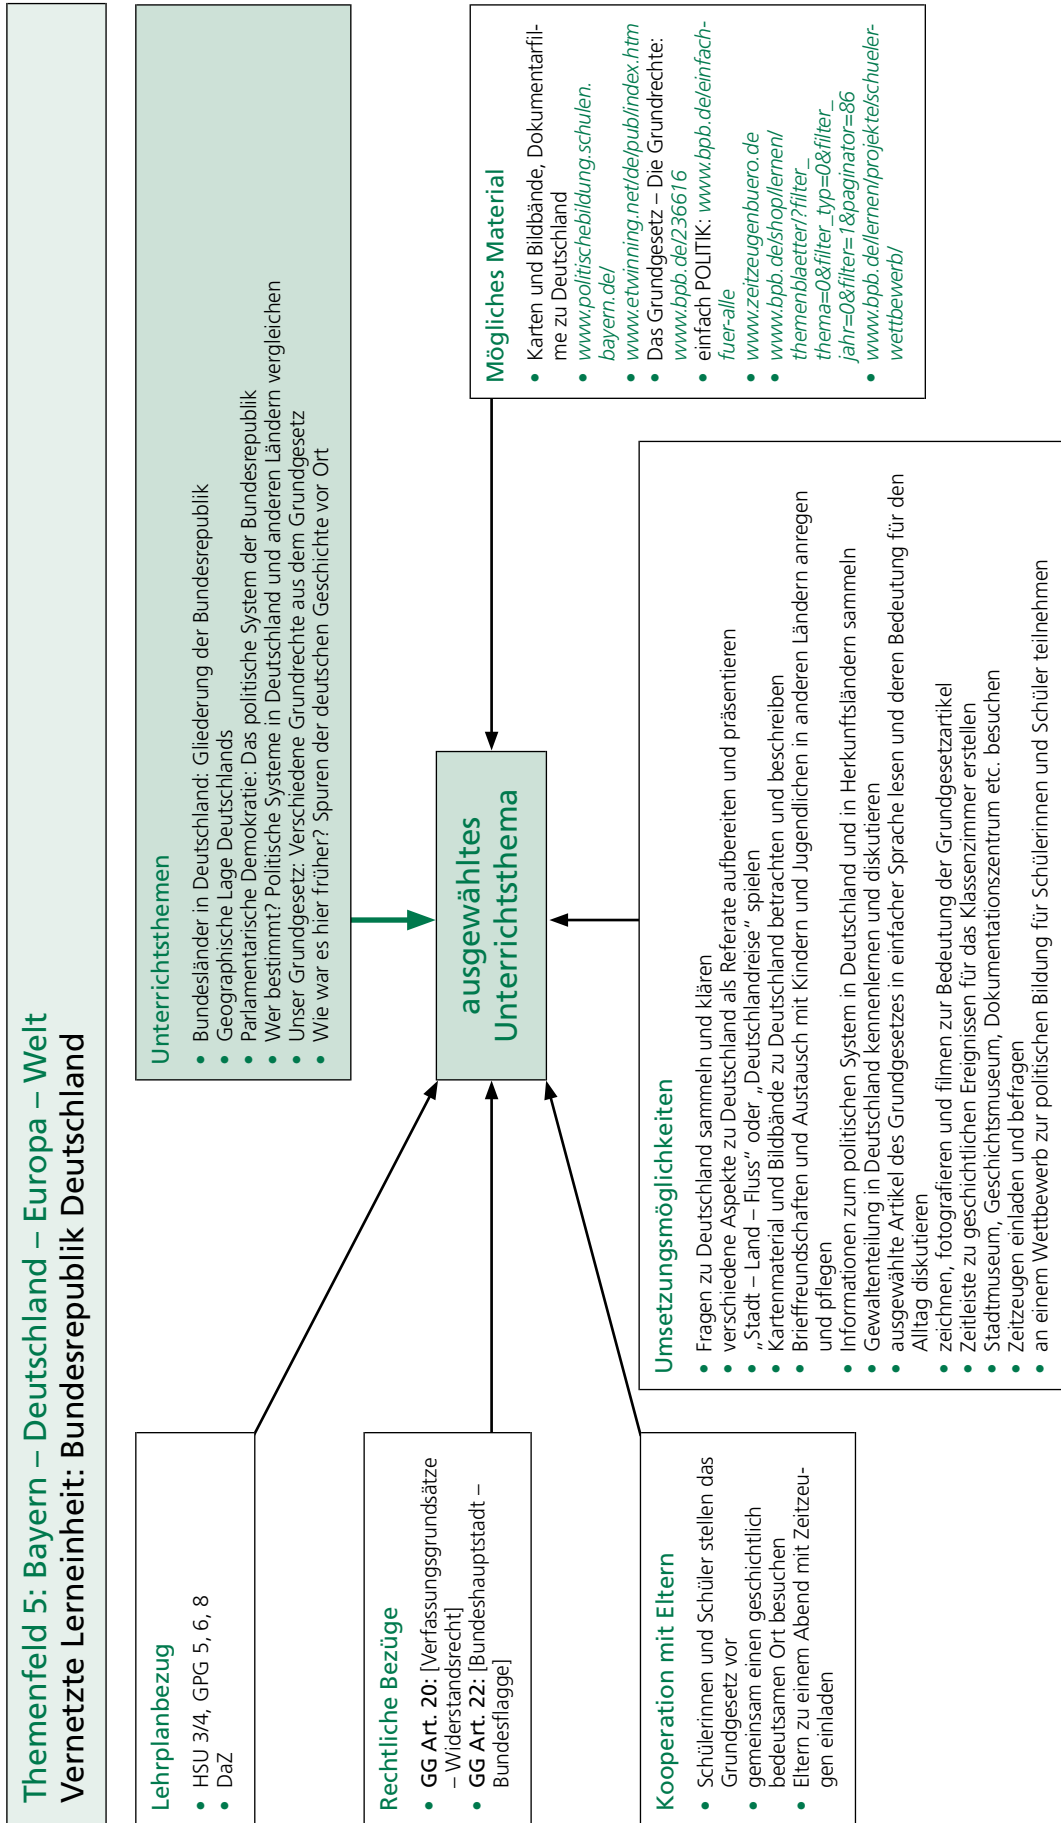 Themenfeld 5: Bayern – Deutschland – Europa – Welt
Vernetzte Lerneinheit: Bundesrepublik Deutschland
Lehrplanbezug
• HSU 3/4, GPG 5, 6, 8
• DaZ
Rechtliche Bezüge
• GG Art. 20: [Verfassungsgrundsätze
– Widerstandsrecht]
• GG Art. 22: [Bundeshauptstadt –
Bundesflagge]
Kooperation mit Eltern
• Schülerinnen und Schüler stellen das
Grundgesetz vor
• gemeinsam einen geschichtlich
bedeutsamen Ort besuchen
• Eltern zu einem Abend mit Zeitzeu-
gen einladen
Unterrichtsthemen
• Bundesländer in Deutschland: Gliederung der Bundesrepublik
• Geographische Lage Deutschlands
• Parlamentarische Demokratie: Das politische System der Bundesrepublik
• Wer bestimmt? Politische Systeme in Deutschland und anderen Ländern vergleichen
• Unser Grundgesetz: Verschiedene Grundrechte aus dem Grundgesetz
• Wie war es hier früher? Spuren der deutschen Geschichte vor Ort
ausgewähltes
Unterrichtsthema
Umsetzungsmöglichkeiten
• Fragen zu Deutschland sammeln und klären
• verschiedene Aspekte zu Deutschland als Referate aufbereiten und präsentieren
• „Stadt – Land – Fluss“ oder „Deutschlandreise“ spielen
• Kartenmaterial und Bildbände zu Deutschland betrachten und beschreiben
• Brieffreundschaften und Austausch mit Kindern und Jugendlichen in anderen Ländern anregen
und pflegen
• Informationen zum politischen System in Deutschland und in Herkunftsländern sammeln
• Gewaltenteilung in Deutschland kennenlernen und diskutieren
• ausgewählte Artikel des Grundgesetzes in einfacher Sprache lesen und deren Bedeutung für den
Alltag diskutieren
• zeichnen, fotografieren und filmen zur Bedeutung der Grundgesetzartikel
• Zeitleiste zu geschichtlichen Ereignissen für das Klassenzimmer erstellen
• Stadtmuseum, Geschichtsmuseum, Dokumentationszentrum etc. besuchen
• Zeitzeugen einladen und befragen
• an einem Wettbewerb zur politischen Bildung für Schülerinnen und Schüler teilnehmen
Mögliches Material
• Karten und Bildbände, Dokumentarfil-
me zu Deutschland
• www.politischebildung.schulen.
bayern.de/
• www.etwinning.net/de/pub/index.htm
• Das Grundgesetz – Die Grundrechte:
www.bpb.de/236616
• einfach POLITIK: www.bpb.de/einfach-
fuer-alle
• www.zeitzeugenbuero.de
• www.bpb.de/shop/lernen/
themenblaetter/?filter_
thema=0&filter_typ=0&filter_
jahr=0&filter=1&paginator=86
• www.bpb.de/lernen/projekte/schueler-
wettbewerb/